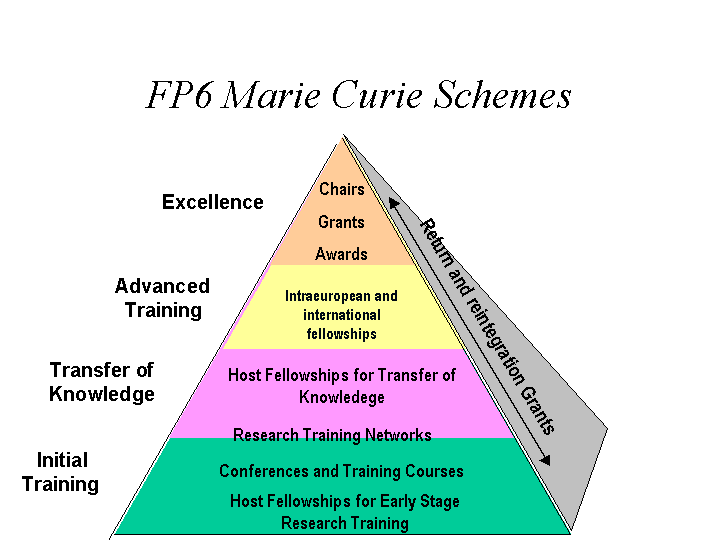 FP6 Marie Curie Schemes
Excellence
Chairs
Grants
Awards
Advanced
Training
Intraeuropean and
international
fellowships
Transfer of
Knowledge
Host Fellowships for Transfer of
Knowledege
Research Training Networks
Initial
Training
Conferences and Training Courses
Host Fellowships for Early Stage
Research Training
Return and reintegration Grants